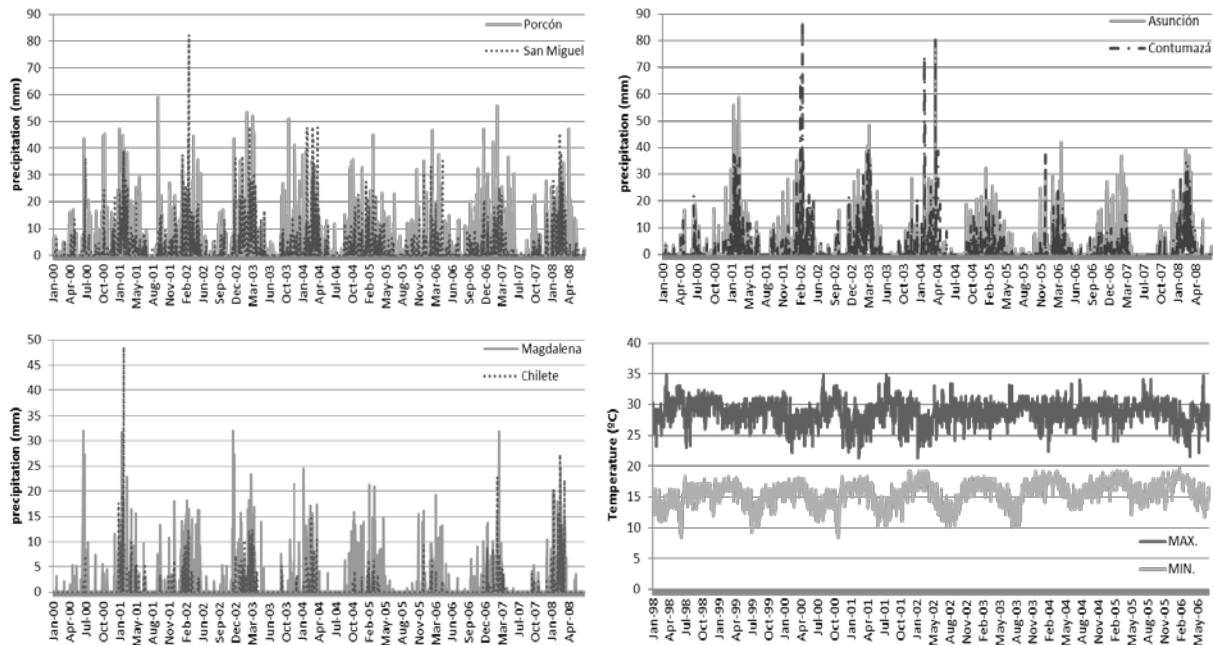 90
80
70
60
50
40
30
20
10
0
precipitation (mm)
Porcón
San Miguel
Jan-00
Apr-00
Jul-00
Oct-00
Jan-01
May-01
Aug-01
Nov-01
Feb-02
Jun-02
Sep-02
Dec-02
Mar-03
Jul-03
Oct-03
Jan-04
Apr-04
Jul-04
Oct-04
Feb-05
May-05
Aug-05
Nov-05
Mar-06
Jun-06
Sep-06
Dec-06
Mar-07
Jul-07
Oct-07
Jan-08
Apr-08
90
80
70
60
50
40
30
20
10
0
precipitation (mm)
Asunción
Contumazá
Jan-00
Apr-00
Jul-00
Oct-00
Jan-01
May-01
Aug-01
Nov-01
Feb-02
Jun-02
Sep-02
Dec-02
Mar-03
Jul-03
Oct-03
Jan-04
Apr-04
Jul-04
Oct-04
Feb-05
May-05
Aug-05
Nov-05
Mar-06
Jun-06
Sep-06
Dec-06
Mar-07
Jul-07
Oct-07
Jan-08
Apr-08
50
45
40
35
30
25
20
15
10
5
0
precipitation (mm)
Magdalena
Chilete
Jan-00
Apr-00
Jul-00
Oct-00
Jan-01
May-01
Aug-01
Nov-01
Feb-02
Jun-02
Sep-02
Dec-02
Mar-03
Jul-03
Oct-03
Jan-04
Apr-04
Jul-04
Oct-04
Feb-05
May-05
Aug-05
Nov-05
Mar-06
Jun-06
Sep-06
Dec-06
Mar-07
Jul-07
Oct-07
Jan-08
Apr-08
40
35
30
25
20
15
10
5
0
Temperature (ºC)
MAX.
MIN.
Jan-98
Apr-98
Jul-98
Oct-98
Jan-99
Apr-99
Jul-99
Oct-99
Jan-00
Apr-00
Jul-00
Oct-00
Jan-01
Apr-01
Jul-01
Oct-01
Jan-02
May-02
Aug-02
Nov-02
Feb-03
May-03
Aug-03
Nov-03
Feb-04
May-04
Aug-04
Nov-04
Feb-05
May-05
Aug-05
Nov-05
Feb-06
May-06